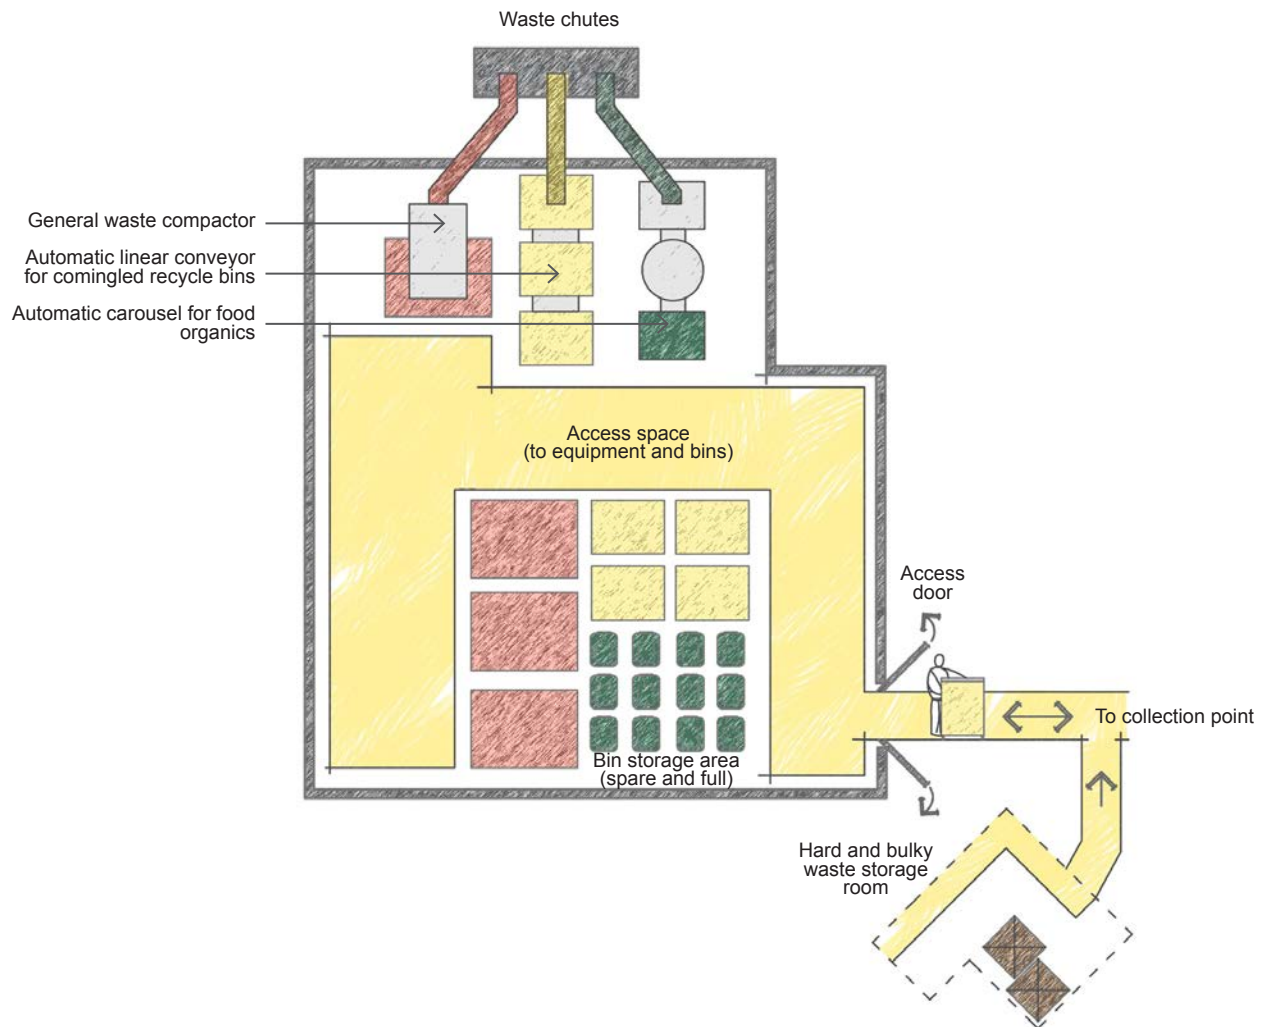 Waste chutes
General waste compactor
Automatic linear conveyor
for comingled recycle bins
Automatic carousel for food
organics
Access space
(to equipment and bins)
Access
door
To collection point
Bin storage area
(spare and full)
Hard and bulky
waste storage
room